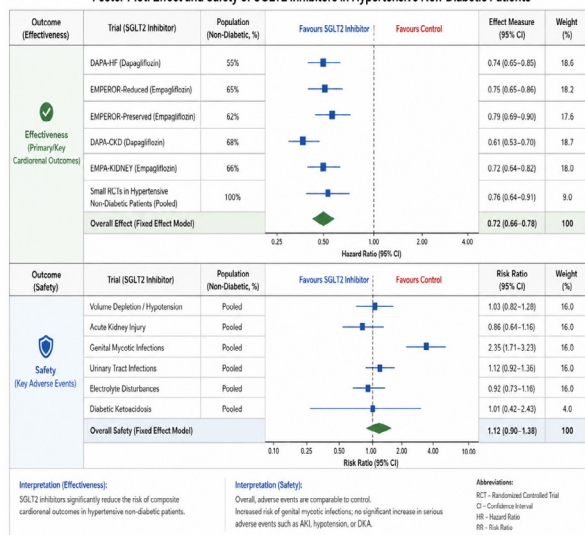 Forest Plot: Effect and Safety of SGLT2 Inhibitors in Hypertensive Non-Diabetic Patients
Outcome (Effectiveness) Trial (SGLT2 Inhibitor) Population (Non-Diabetic, %) Favours SGLT2 Inhibitor Favours Control Effect Measure (95% CI) Weight (%)
Effectiveness (Primary/Key Cardiorenal Outcomes)
DAPA-HF (Dapagliflozin) 55% 0.74 (0.65–0.85) 18.6
EMPEROR-Reduced (Empagliflozin) 65% 0.75 (0.65–0.86) 18.2
EMPEROR-Preserved (Empagliflozin) 62% 0.79 (0.69–0.90) 17.6
DAPA-CKD (Dapagliflozin) 68% 0.61 (0.53–0.70) 18.7
EMPA-KIDNEY (Empagliflozin) 66% 0.72 (0.64–0.82) 18.0
Small RCTs in Hypertensive Non-Diabetic Patients (Pooled) 100% 0.76 (0.64–0.91) 9.0
Overall Effect (Fixed Effect Model) 0.72 (0.66–0.78) 100
0.25 0.50 1.00 2.00 4.00
Hazard Ratio (95% CI)
Outcome (Safety) Trial (SGLT2 Inhibitor) Population (Non-Diabetic, %) Favours SGLT2 Inhibitor Favours Control Risk Ratio (95% CI) Weight (%)
Safety (Key Adverse Events)
Volume Depletion / Hypotension Pooled 1.03 (0.82–1.28) 16.0
Acute Kidney Injury Pooled 0.86 (0.64–1.16) 16.0
Genital Mycotic Infections Pooled 2.35 (1.71–3.23) 16.0
Urinary Tract Infections Pooled 1.12 (0.92–1.36) 16.0
Electrolyte Disturbances Pooled 0.92 (0.73–1.16) 16.0
Diabetic Ketoacidosis Pooled 1.01 (0.42–2.43) 4.0
Overall Safety (Fixed Effect Model) 1.12 (0.90–1.38) 100
0.10 0.20 0.50 1.00 2.00 5.00 10.00
Risk Ratio (95% CI)
Interpretation (Effectiveness):
SGLT2 inhibitors significantly reduce the risk of composite
cardiorenal outcomes in hypertensive non-diabetic patients.
Interpretation (Safety):
Overall, adverse events are comparable to control.
Increased risk of genital mycotic infections; no significant increase in serious
adverse events such as AKI, hypotension, or DKA.
Abbreviations:
RCT – Randomized Controlled Trial
CI – Confidence Interval
HR – Hazard Ratio
RR – Risk Ratio